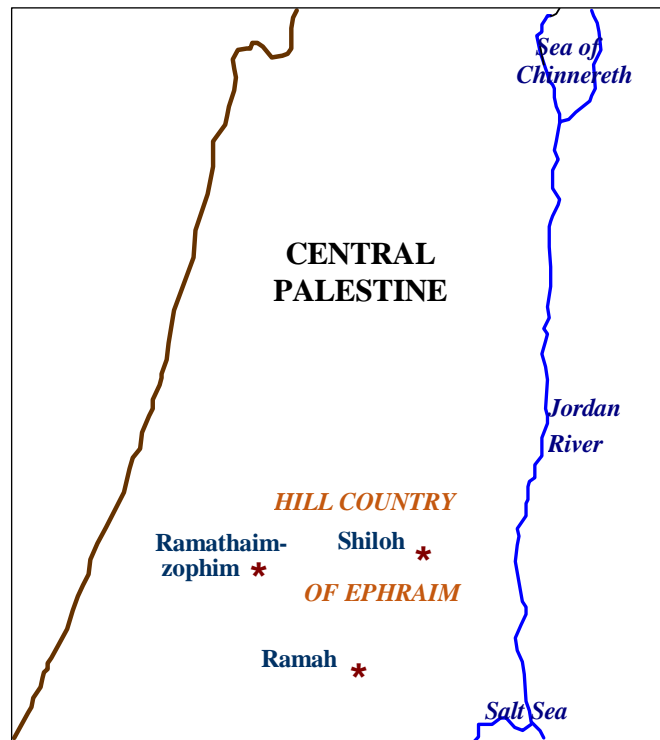 Sea of
Chinnereth
CENTRAL
PALESTINE
Jordan
River
HILL COUNTRY
Ramathaim-
zophim *
Shiloh *
OF EPHRAIM
Ramah *
Salt Sea